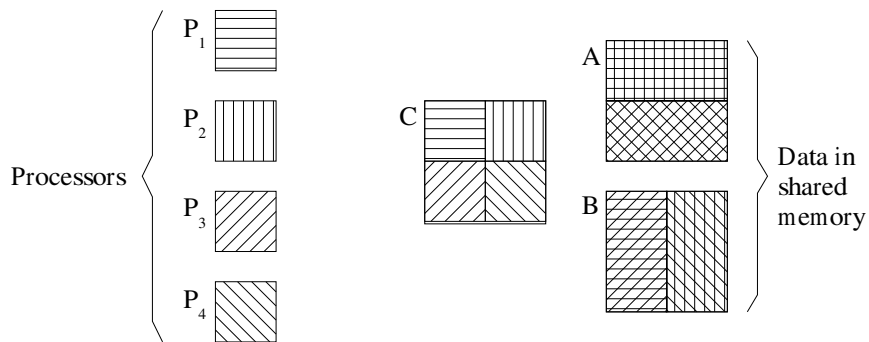 Processors
P1
P2
P3
P4
C
A
B
Data in
shared
memory